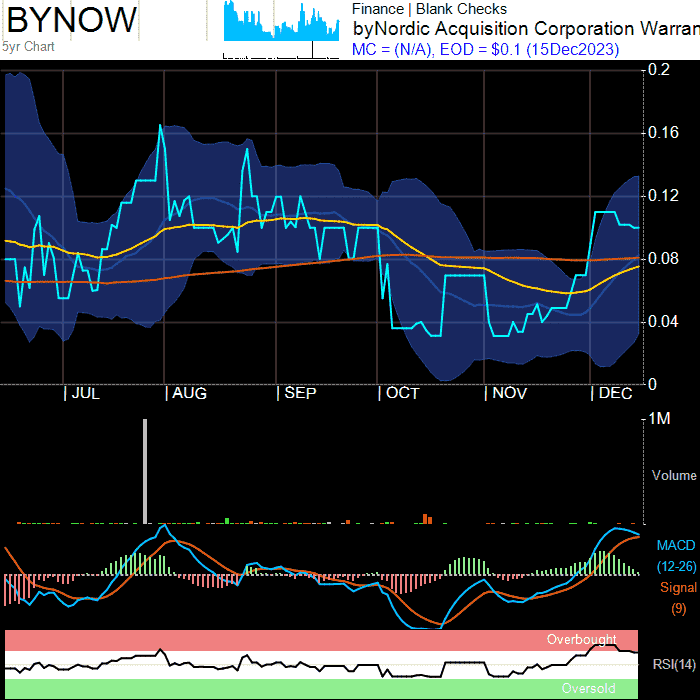 BYNOW
5yr Chart
Finance | Blank Checks
byNordic Acquisition Corporation Warran
MC = (N/A), EOD = $0.1 (15Dec2023)
0.2
0.16
0.12
0.08
0.04
0
| JUL | AUG | SEP | OCT | NOV | DEC
1M
Volume
MACD
(12-26)
Signal
(9)
Overbought
RSI(14)
Oversold